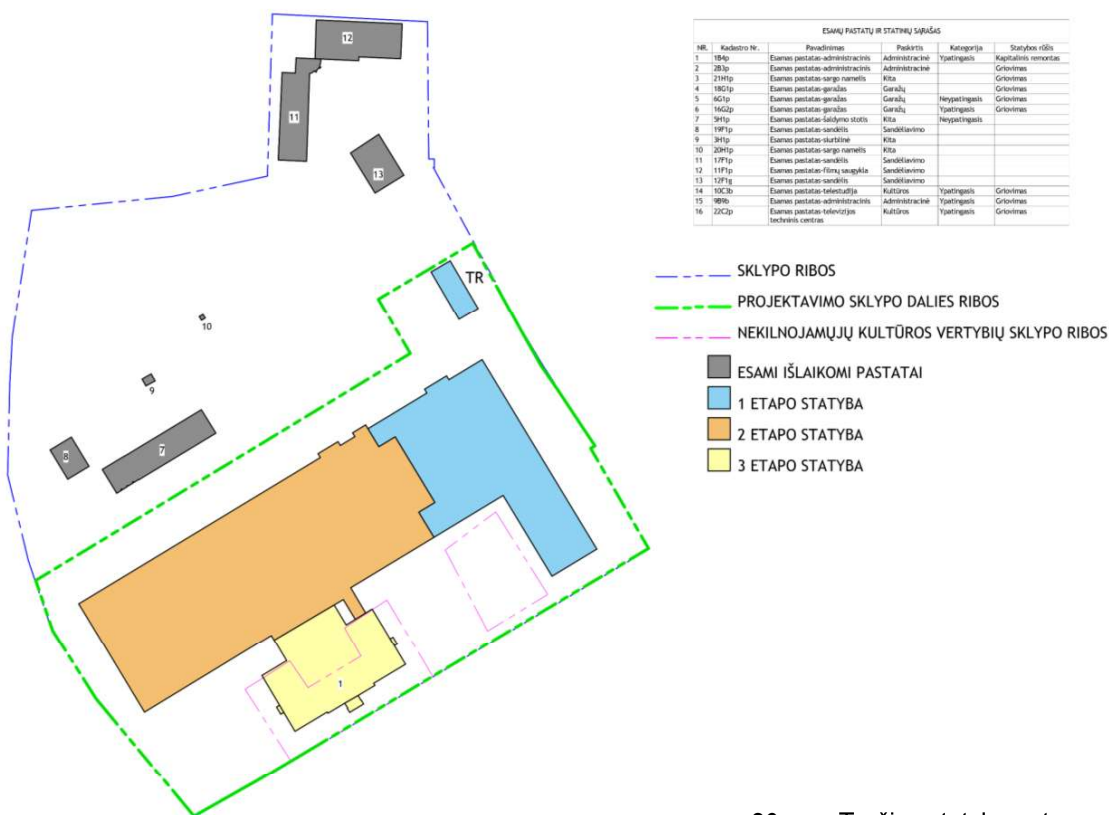 12
11
13
TR
10
9
7
8
1
ESAMŲ PASTATŲ IR STATINIŲ SĄRAŠAS
NR. Kadastro Nr. Pavadinimas Paskirtis Kategorija Statybos rūšis
1 1B4p Esamas pastatas-administracinis Administracinė Ypatingasis Kapitalinis remontas
2 2B3p Esamas pastatas-administracinis Administracinė Griovimas
3 21H1p Esamas pastatas-sargo namelis Kita Griovimas
4 18G1p Esamas pastatas-garažas Garažų Griovimas
5 6G1p Esamas pastatas-garažas Garažų Neypatingasis Griovimas
6 16G2p Esamas pastatas-garažas Garažų Ypatingasis Griovimas
7 5H1p Esamas pastatas-šaldymo stotis Kita Neypatingasis
8 19F1p Esamas pastatas-sandėlis Sandėliavimo
9 3H1p Esamas pastatas-siurblinė Kita
10 20H1p Esamas pastatas-sargo namelis Kita
11 17F1p Esamas pastatas-sandėlis Sandėliavimo
12 11F1p Esamas pastatas-filmų saugykla Sandėliavimo
13 12F1g Esamas pastatas-sandėlis Sandėliavimo
14 10C3b Esamas pastatas-telestudija Kultūros Ypatingasis Griovimas
15 9B9b Esamas pastatas-administracinis Administracinė Ypatingasis Griovimas
16 22C2p Esamas pastatas-televizijos Kultūros Ypatingasis Griovimas
techninis centras
SKLYPO RIBOS
PROJEKTAVIMO SKLYPO DALIES RIBOS
NEKILNOJAMŲJŲ KULTŪROS VERTYBIŲ SKLYPO RIBOS
ESAMI IŠLAIKOMI PASTATAI
1 ETAPO STATYBA
2 ETAPO STATYBA
3 ETAPO STATYBA